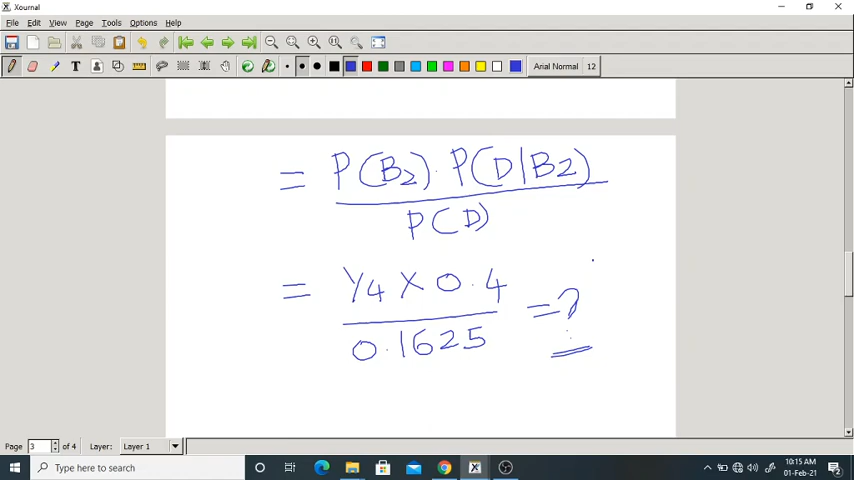 Xournal
File Edit View Page Tools Options Help
Arial Normal 12
= P(B2) · P(D|B2)
P(D)
= 1/4 × 0.4
0.1625
= ?
Page 3 of 4 Layer: Layer 1
Type here to search
10:15 AM
01-Feb-21
2